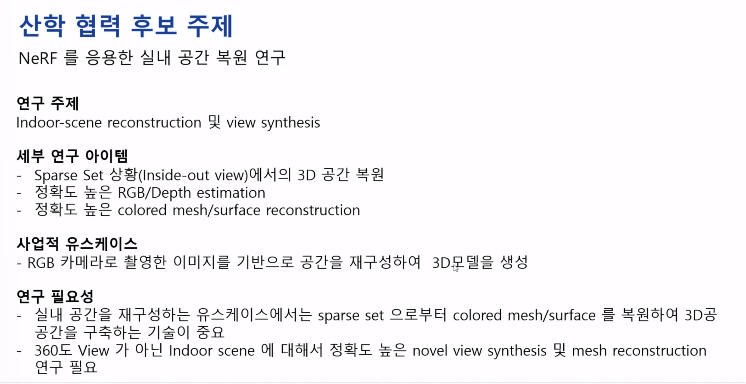 산학 협력 후보 주제
NeRF 를 응용한 실내 공간 복원 연구
연구 주제
Indoor-scene reconstruction 및 view synthesis
세부 연구 아이템
- Sparse Set 상황(Inside-out view)에서의 3D 공간 복원
- 정확도 높은 RGB/Depth estimation
- 정확도 높은 colored mesh/surface reconstruction
사업적 유스케이스
- RGB 카메라로 촬영한 이미지를 기반으로 공간을 재구성하여 3D모델을 생성
연구 필요성
- 실내 공간을 재구성하는 유스케이스에서는 sparse set 으로부터 colored mesh/surface 를 복원하여 3D공
공간을 구축하는 기술이 중요
- 360도 View 가 아닌 Indoor scene 에 대해서 정확도 높은 novel view synthesis 및 mesh reconstruction
연구 필요